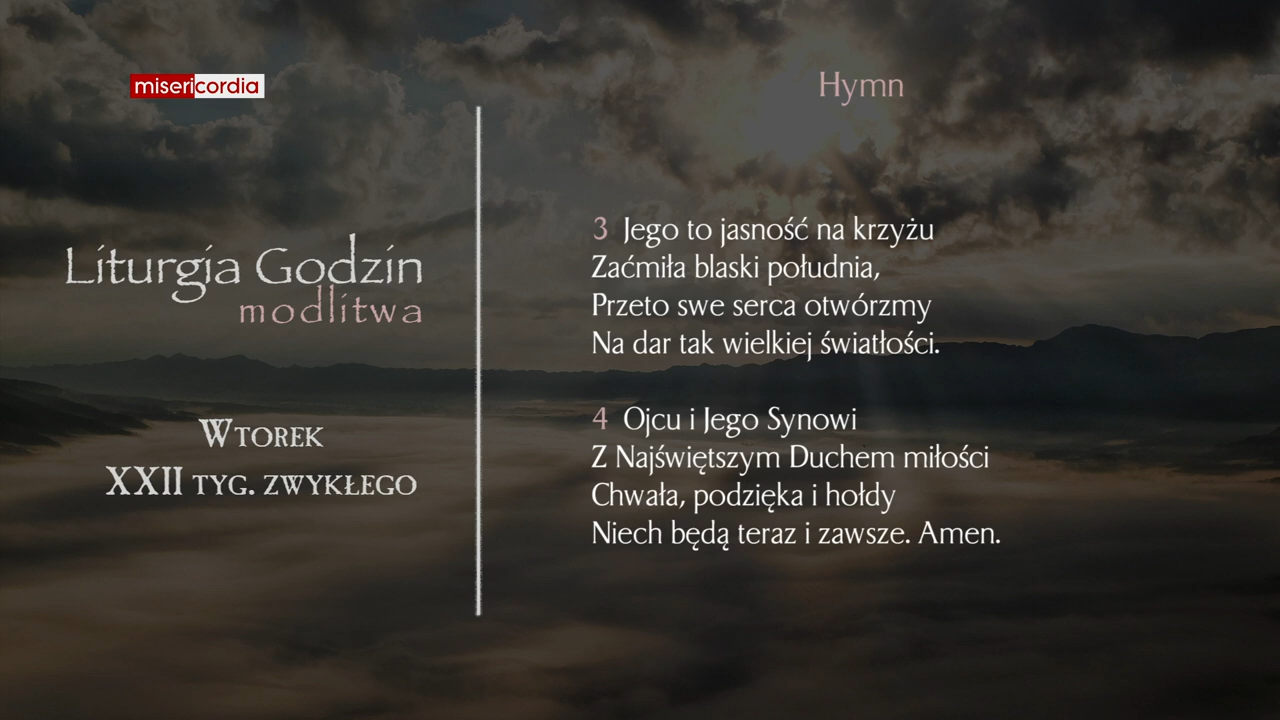 misericordia
Liturgia Godzin
modlitwa
Wtorek
XXII tyg. zwykłego
Hymn
3 Jego to jasność na krzyżu
Zaćmiła blaski południa,
Przeto swe serca otwórzmy
Na dar tak wielkiej światłości.
4 Ojcu i Jego Synowi
Z Najświętszym Duchem miłości
Chwała, podzięka i hołdy
Niech będą teraz i zawsze. Amen.